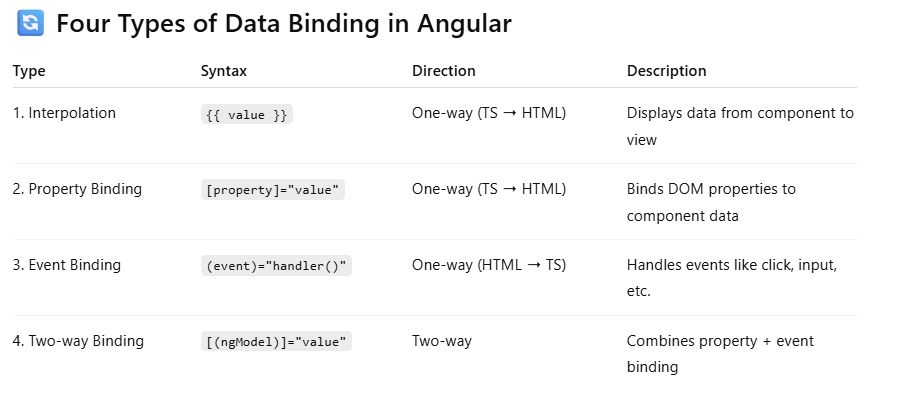 Four Types of Data Binding in Angular
Type Syntax Direction Description
1. Interpolation {{ value }} One-way (TS → HTML) Displays data from component to
view
2. Property Binding [property]="value" One-way (TS → HTML) Binds DOM properties to
component data
3. Event Binding (event)="handler()" One-way (HTML → TS) Handles events like click, input,
etc.
4. Two-way Binding [(ngModel)]="value" Two-way Combines property + event
binding